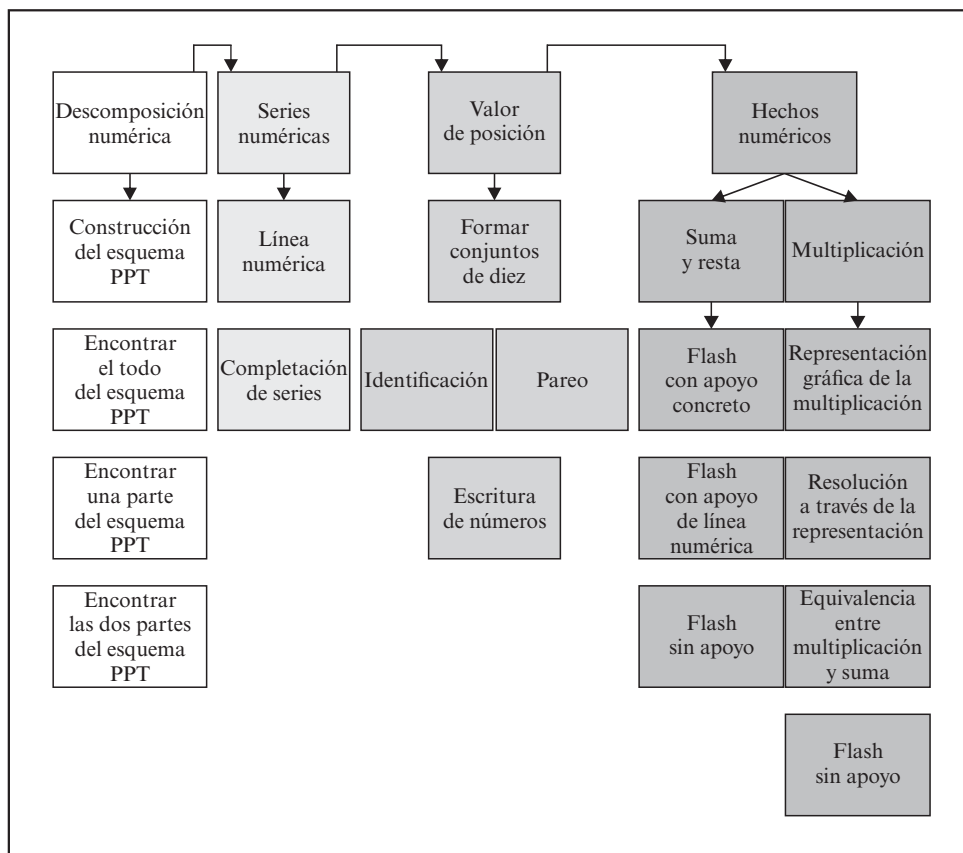 Descomposición
numérica
Series
numéricas
Valor
de posición
Hechos
numéricos
Construcción
del esquema
PPT
Línea
numérica
Formar
conjuntos
de diez
Suma
y resta
Multiplicación
Encontrar
el todo
del esquema
PPT
Completación
de series
Identificación
Pareo
Flash
con apoyo
concreto
Representación
gráfica de la
multiplicación
Encontrar
una parte
del esquema
PPT
Escritura
de números
Flash
con apoyo
de línea
numérica
Resolución
a través de la
representación
Encontrar
las dos partes
del esquema
PPT
Flash
sin apoyo
Equivalencia
entre
multiplicación
y suma
Flash
sin apoyo